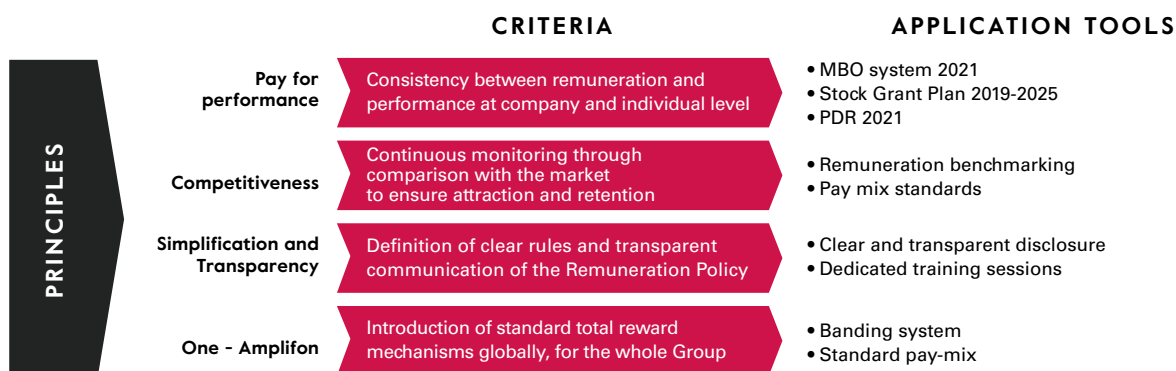 CRITERIA
APPLICATION TOOLS
PRINCIPLES
Pay for
performance
Consistency between remuneration and
performance at company and individual level
• MBO system 2021
• Stock Grant Plan 2019-2025
• PDR 2021
Competitiveness
Continuous monitoring through
comparison with the market
to ensure attraction and retention
• Remuneration benchmarking
• Pay mix standards
Simplification and
Transparency
Definition of clear rules and transparent
communication of the Remuneration Policy
• Clear and transparent disclosure
• Dedicated training sessions
One - Amplifon
Introduction of standard total reward
mechanisms globally, for the whole Group
• Banding system
• Standard pay-mix